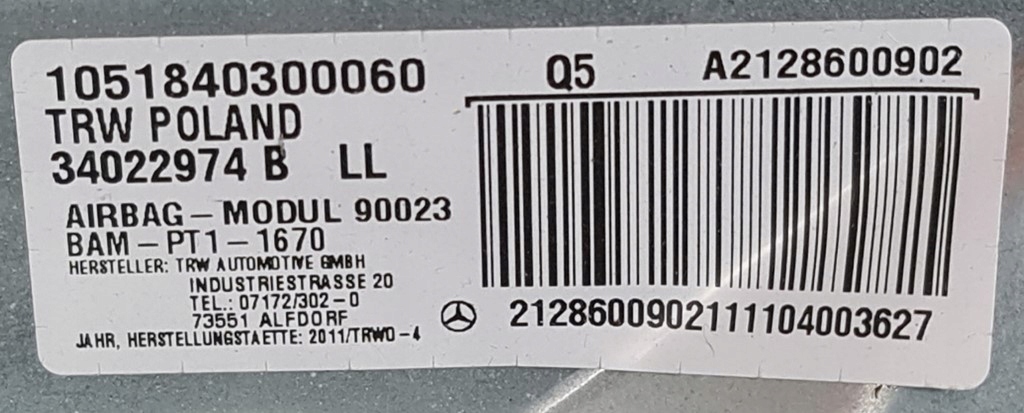 1051840300060
TRW POLAND
34022974 B LL
AIRBAG-MODUL 90023
BAM-PT1-1670
HERSTELLER: TRW AUTOMOTIVE GMBH
INDUSTRIESTRASSE 20
TEL.: 07172/302-0
73551 ALFDORF
JAHR, HERSTELLUNGSTAETTE: 2011/TRWO-4
Q5 A2128600902
2128600902111104003627